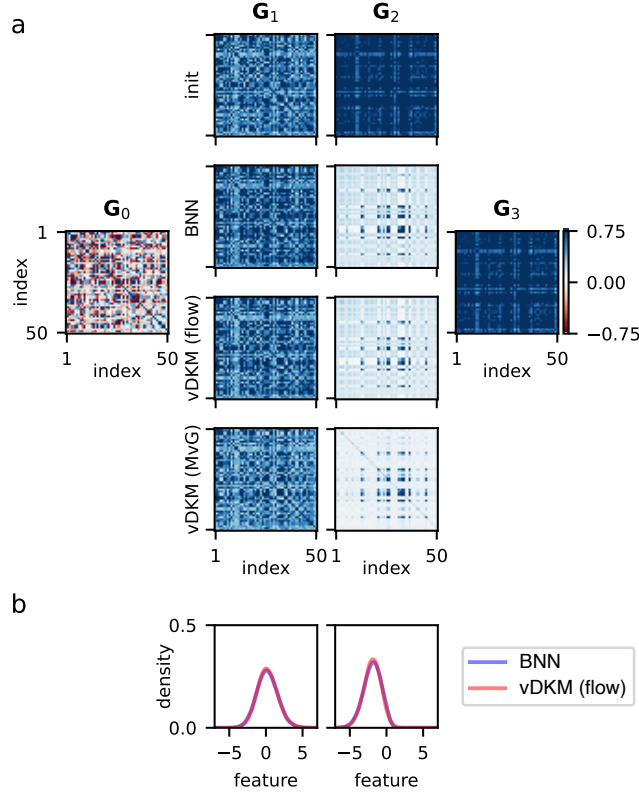 a
G1
G2
init
BNN
G0
1
index
50
1
50
index
vDKM (flow)
G3
0.75
0.00
−0.75
1
50
index
vDKM (MvG)
1
50
1
50
index
index
b
0.5
density
0.0
−5
0
5
feature
−5
0
5
feature
BNN
vDKM (flow)